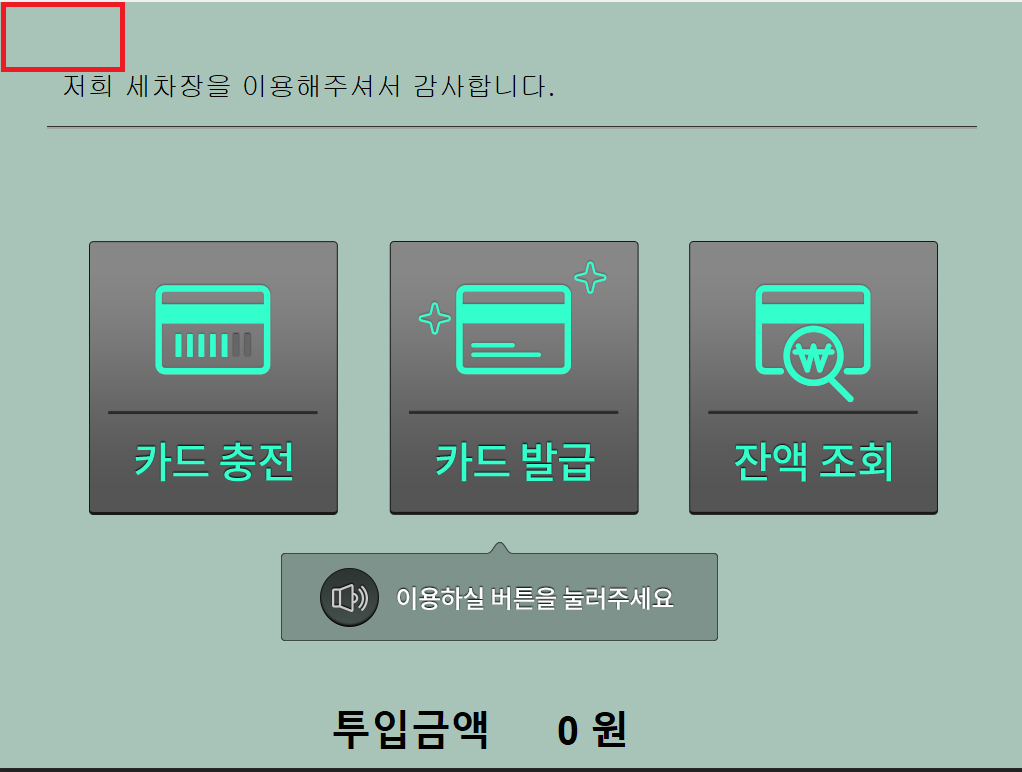 저희 세차장을 이용해주셔서 감사합니다.
카드 충전
카드 발급
잔액 조회
이용하실 버튼을 눌러주세요
투입금액 0 원